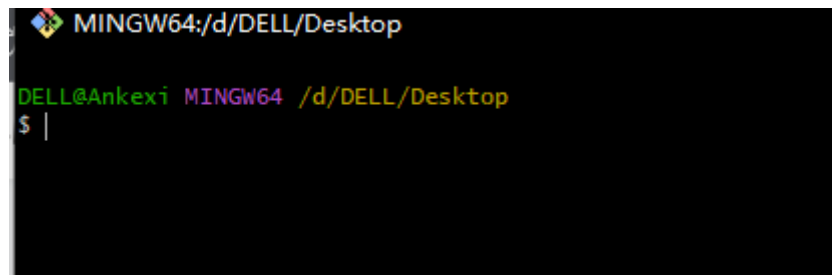 MINGW64:/d/DELL/Desktop
DELL@Ankexi MINGW64 /d/DELL/Desktop
$